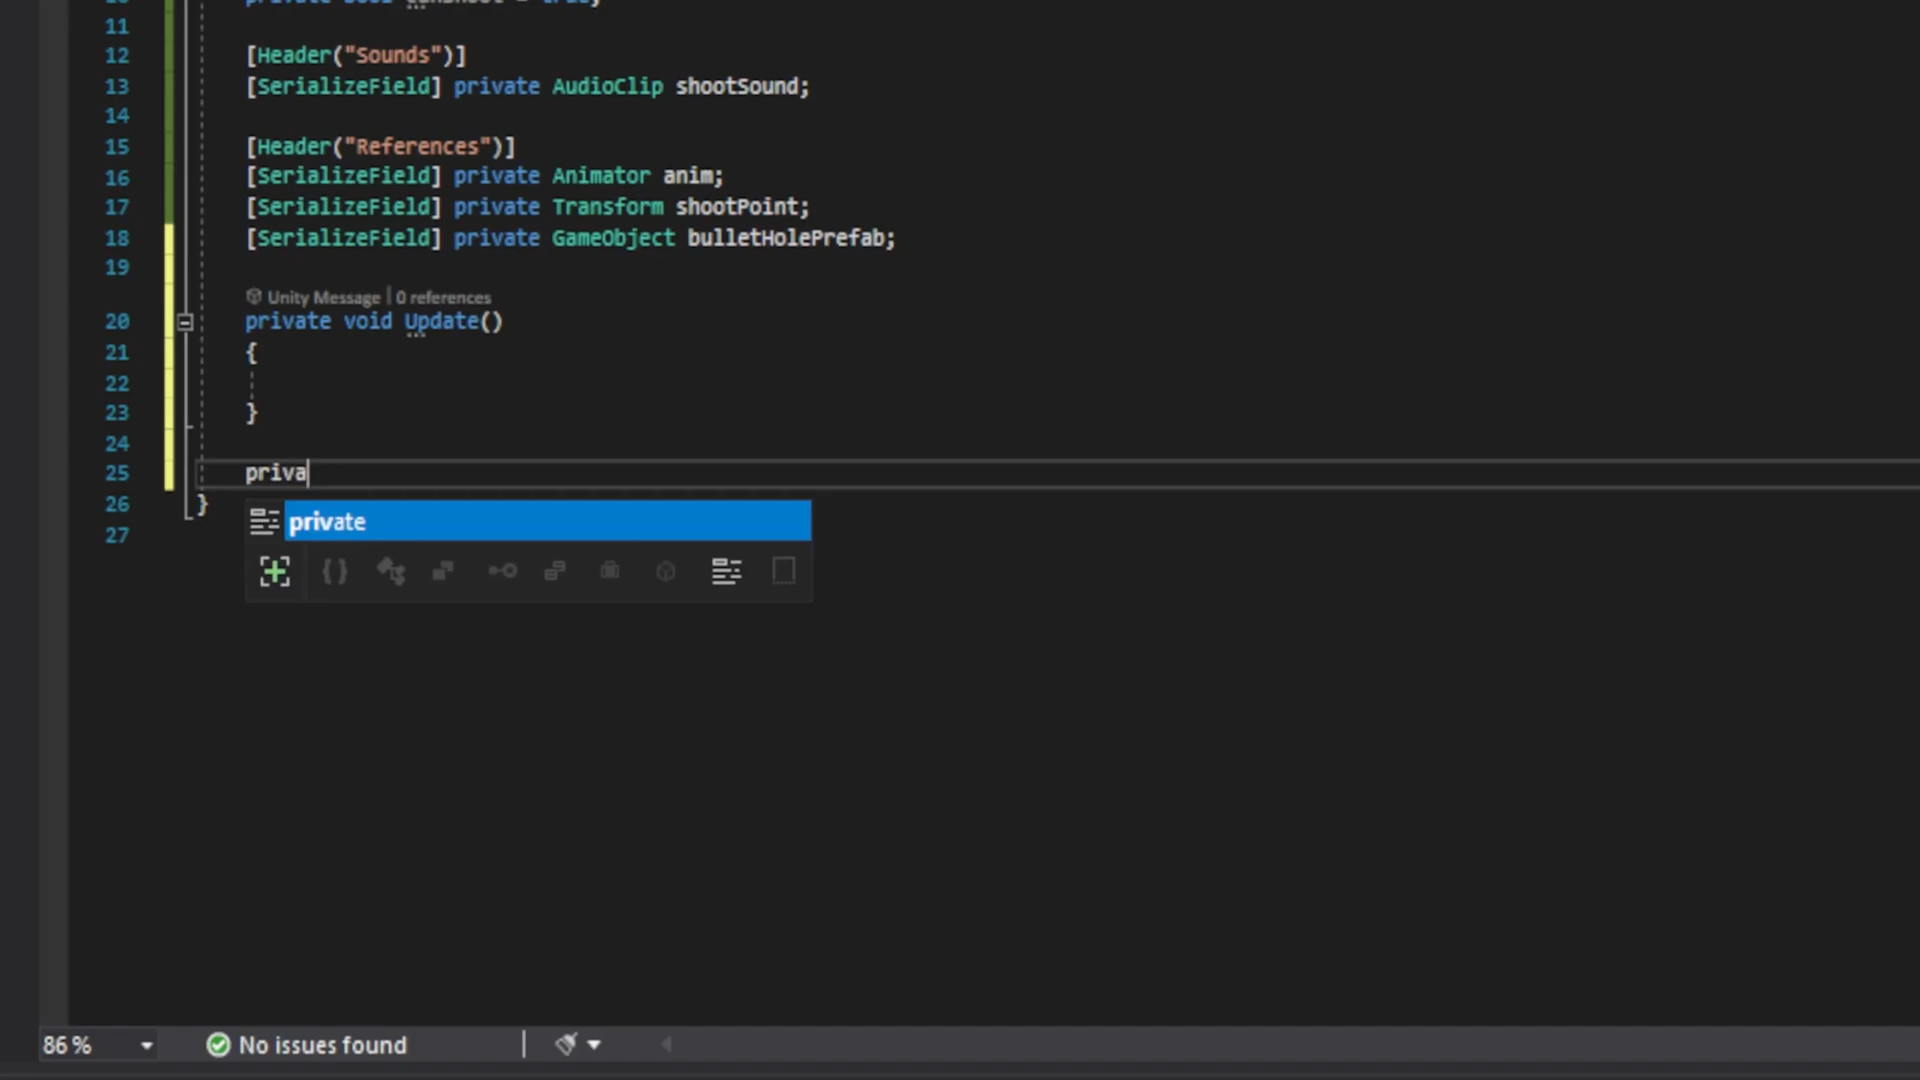 11
12 [Header("Sounds")]
13 [SerializeField] private AudioClip shootSound;
14
15 [Header("References")]
16 [SerializeField] private Animator anim;
17 [SerializeField] private Transform shootPoint;
18 [SerializeField] private GameObject bulletHolePrefab;
19
Unity Message | 0 references
20 private void Update()
21 {
22
23 }
24
25 priva
26 }
private
27
{ }
86 % No issues found